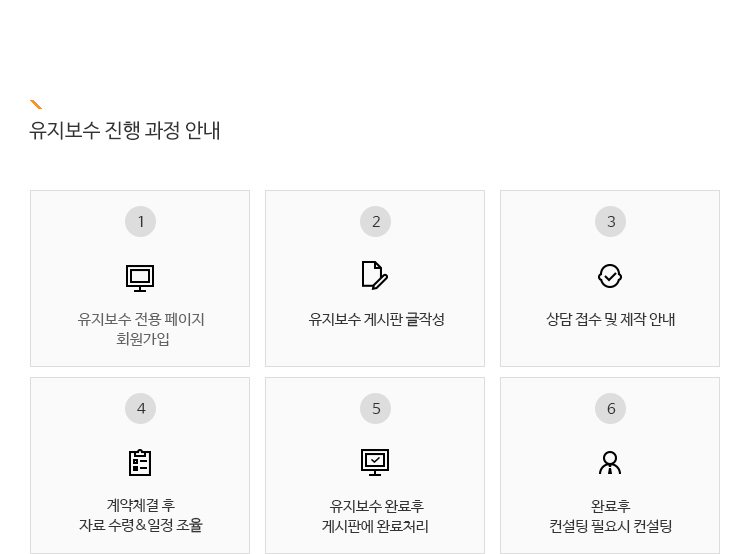 유지보수 진행 과정 안내
1
유지보수 전용 페이지
회원가입
2
유지보수 게시판 글작성
3
상담 접수 및 제작 안내
4
계약체결 후
자료 수령&일정 조율
5
유지보수 완료후
게시판에 완료처리
6
완료후
컨설팅 필요시 컨설팅